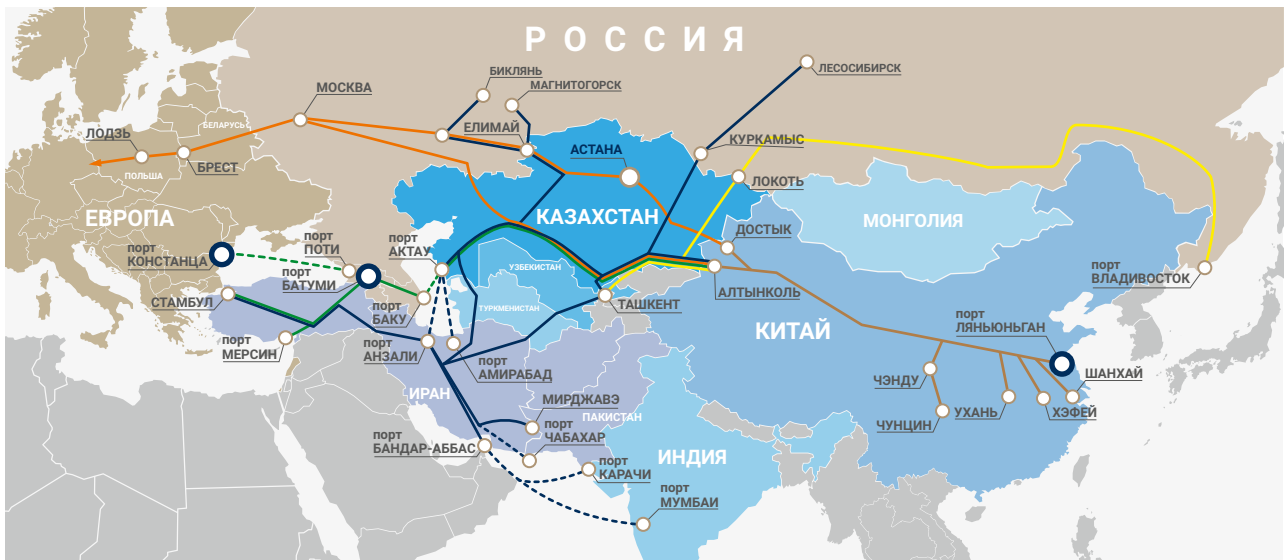 РОССИЯ
БИКЛЯНЬ
МАГНИТОГОРСК
ЛЕСОСИБИРСК
МОСКВА
БЕЛАРУСЬ
ЛОДЗЬ
ЕЛИМАЙ
КУРКАМЫС
АСТАНА
БРЕСТ
ПОЛЬША
ЛОКОТЬ
ЕВРОПА
КАЗАХСТАН
МОНГОЛИЯ
ДОСТЫК
порт
КОНСТАНЦА
порт
ПОТИ
порт
АКТАУ
порт
ВЛАДИВОСТОК
УЗБЕКИСТАН
порт
БАТУМИ
АЛТЫНКОЛЬ
СТАМБУЛ
ТАШКЕНТ
ТУРКМЕНИСТАН
порт
БАКУ
порт
ЛЯНЬЮНЬГАН
КИТАЙ
порт
МЕРСИН
порт
АНЗАЛИ
порт
АМИРАБАД
ШАНХАЙ
ЧЭНДУ
ИРАН
МИРДЖАВЭ
ПАКИСТАН
УХАНЬ
ХЭФЕЙ
ЧУНЦИН
порт
ЧАБАХАР
порт
БАНДАР-АББАС
ИНДИЯ
порт
КАРАЧИ
порт
МУМБАИ